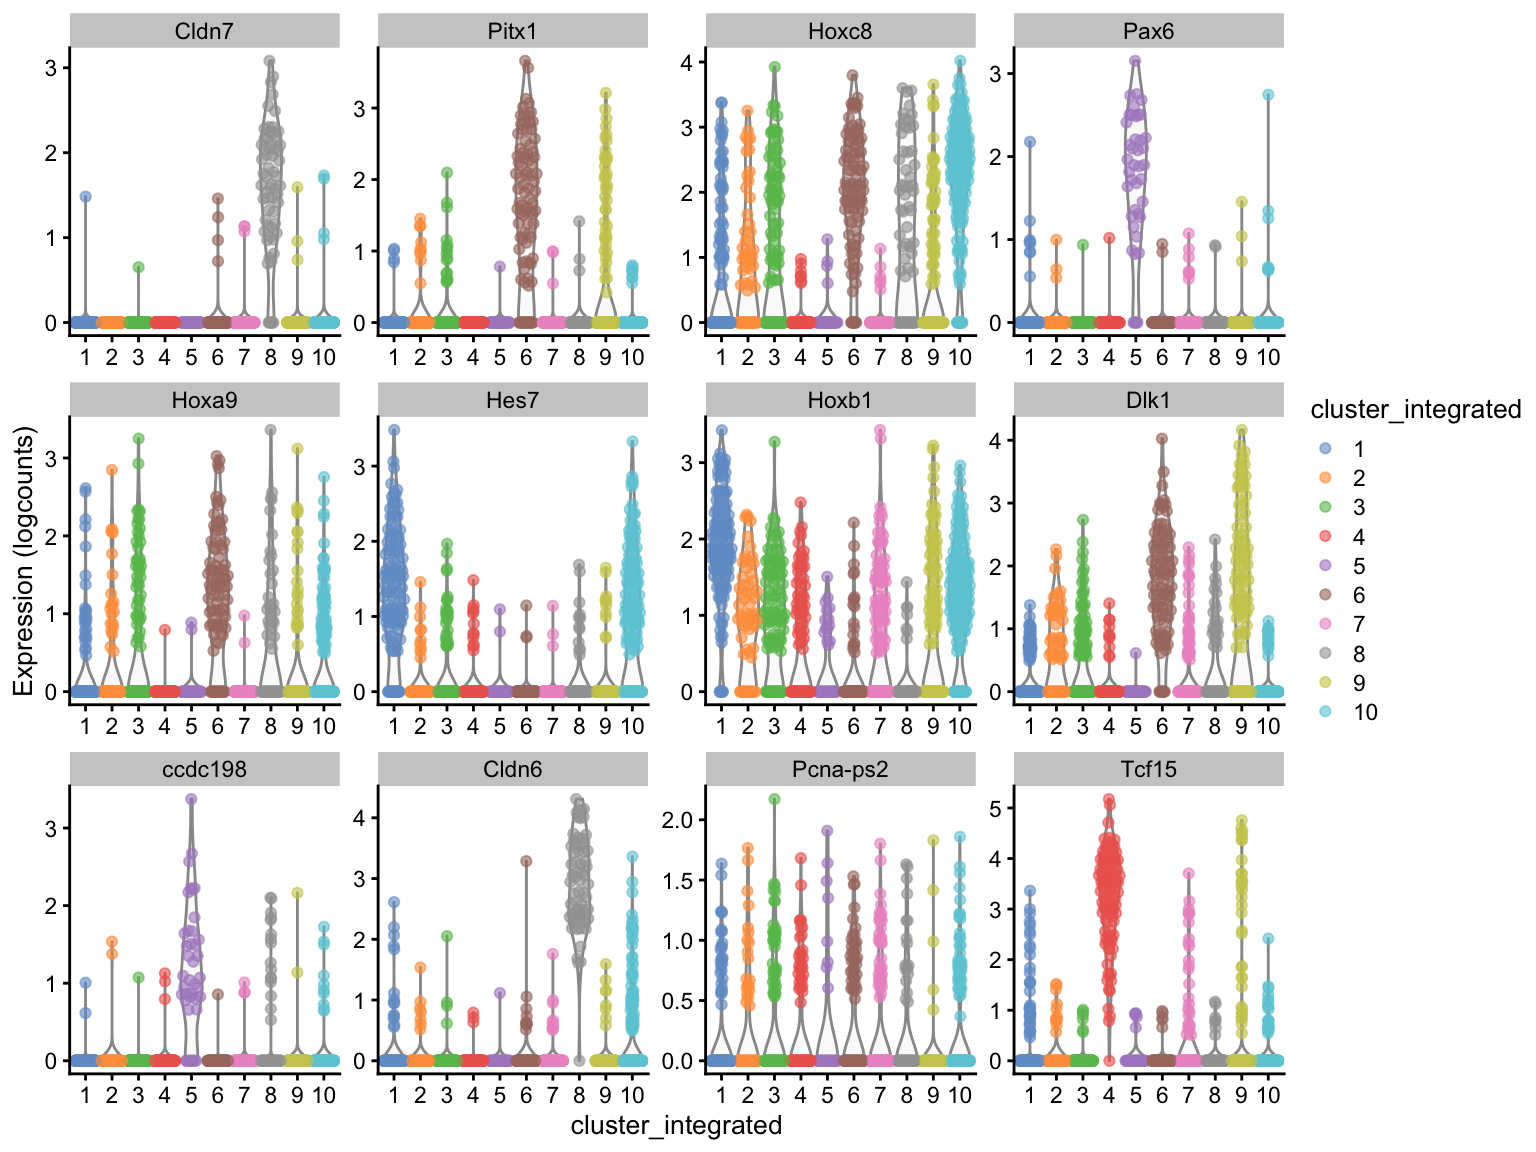 Cldn7 Pitx1 Hoxc8 Pax6
3 2 1 0
3 2 1 0
4 3 2 1 0
3 2 1 0
1 2 3 4 5 6 7 8 9 10
1 2 3 4 5 6 7 8 9 10
1 2 3 4 5 6 7 8 9 10
1 2 3 4 5 6 7 8 9 10
Hoxa9 Hes7 Hoxb1 Dlk1
3 2 1 0
3 2 1 0
3 2 1 0
4 3 2 1 0
1 2 3 4 5 6 7 8 9 10
1 2 3 4 5 6 7 8 9 10
1 2 3 4 5 6 7 8 9 10
1 2 3 4 5 6 7 8 9 10
ccdc198 Cldn6 Pcna-ps2 Tcf15
3 2 1 0
4 3 2 1 0
2.0 1.5 1.0 0.5 0.0
5 4 3 2 1 0
1 2 3 4 5 6 7 8 9 10
1 2 3 4 5 6 7 8 9 10
1 2 3 4 5 6 7 8 9 10
1 2 3 4 5 6 7 8 9 10
Expression (logcounts)
cluster_integrated
cluster_integrated
1
2
3
4
5
6
7
8
9
10